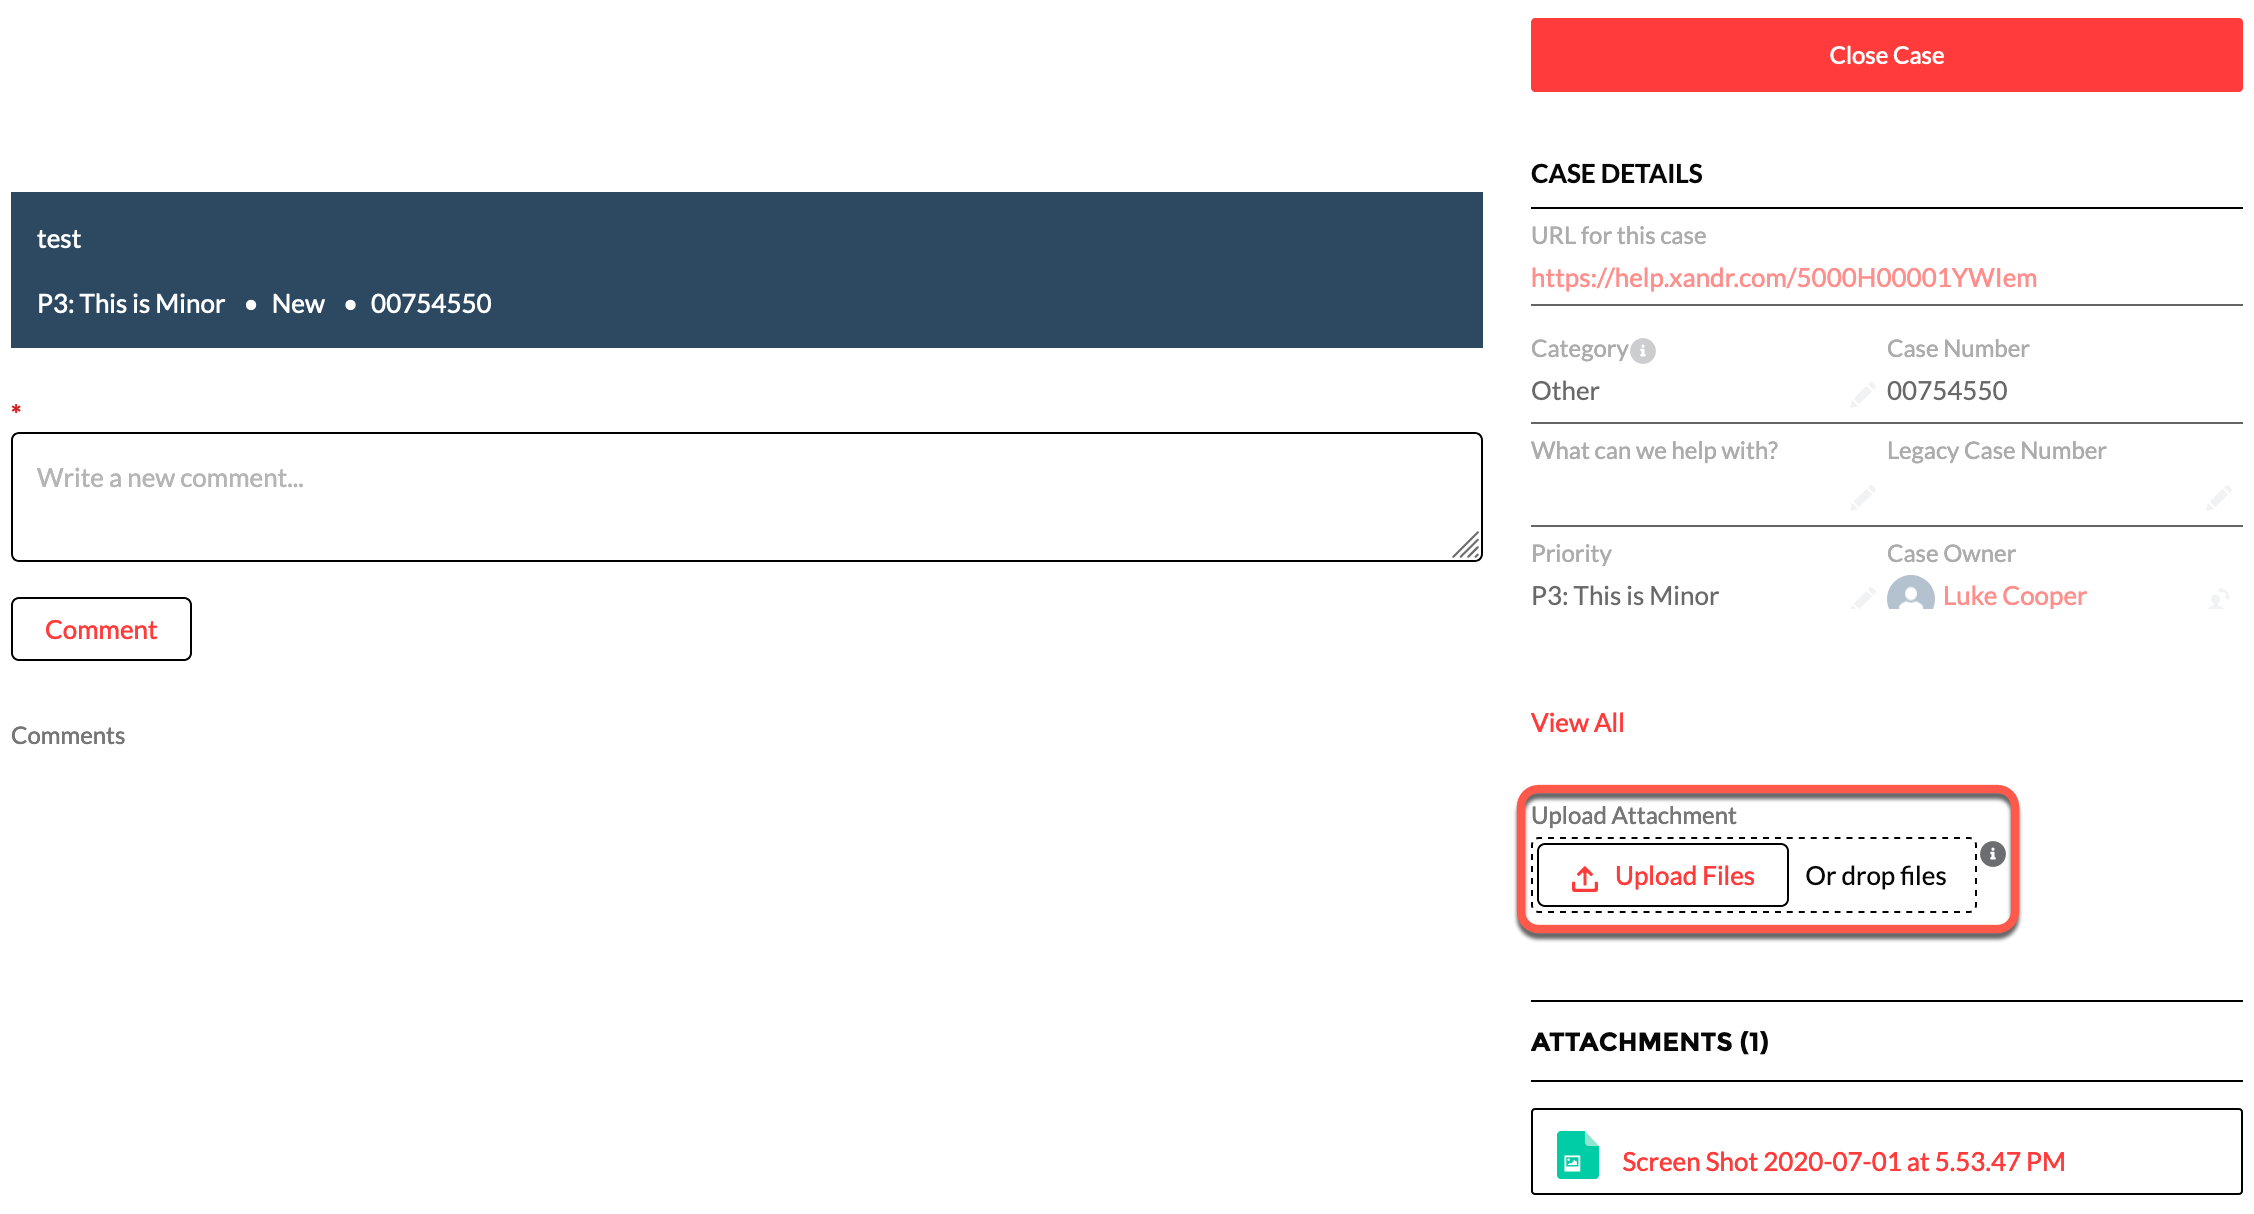 Close Case
test
P3: This is Minor • New • 00754550
*
Write a new comment...
Comment
Comments
CASE DETAILS
URL for this case
https://help.xandr.com/5000H00001YWIem
Category Case Number
Other 00754550
What can we help with? Legacy Case Number
Priority Case Owner
P3: This is Minor Luke Cooper
View All
Upload Attachment
Upload Files Or drop files
ATTACHMENTS (1)
Screen Shot 2020-07-01 at 5.53.47 PM